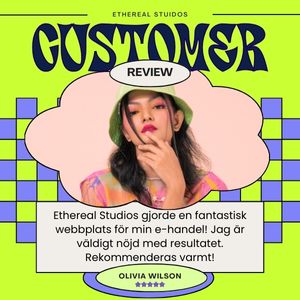 ETHEREAL STUIDOS
CUSTOMER
REVIEW
Ethereal Studios gjorde en fantastisk
webbplats för min e-handel! Jag är
väldigt nöjd med resultatet.
Rekommenderas varmt!
OLIVIA WILSON